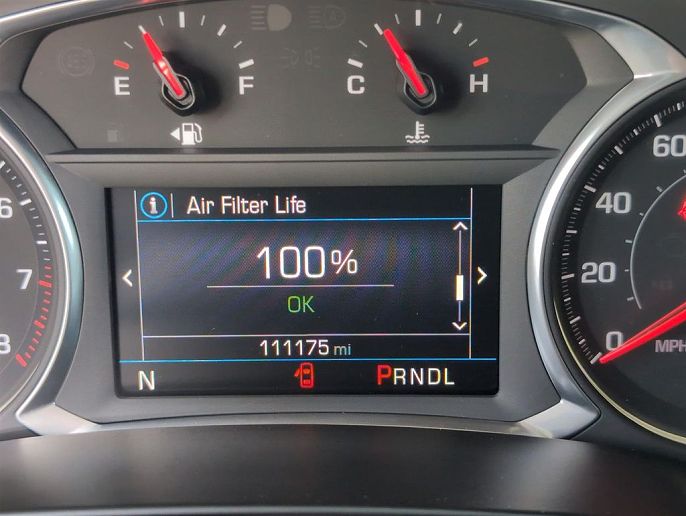 E F
C H
i Air Filter Life
100%
OK
111175 mi
N PRNDL
6
7
8
60
40
20
0
MPH